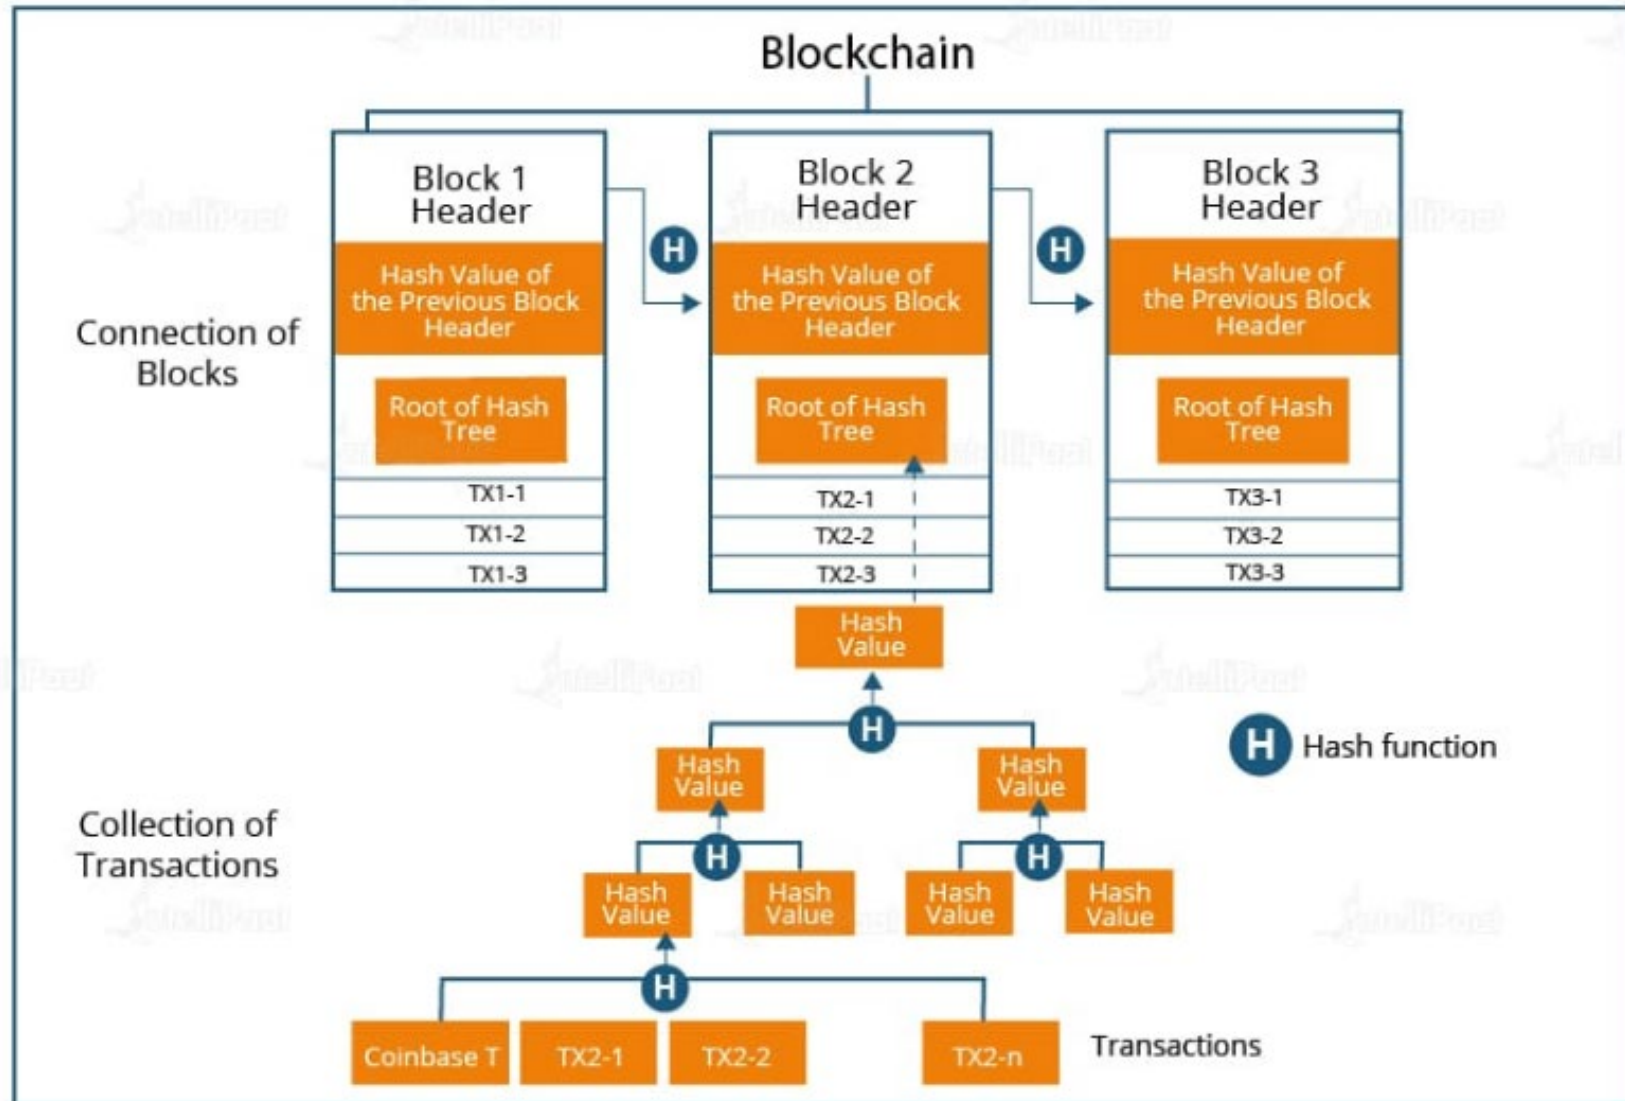 Blockchain
Block 1
Header
Block 2
Header
Block 3
Header
H
H
Hash Value of
the Previous Block
Header
Hash Value of
the Previous Block
Header
Hash Value of
the Previous Block
Header
Connection of
Blocks
Root of Hash
Tree
Root of Hash
Tree
Root of Hash
Tree
TX1-1
TX1-2
TX1-3
TX2-1
TX2-2
TX2-3
TX3-1
TX3-2
TX3-3
Hash
Value
H
H Hash function
Hash
Value
Hash
Value
Collection of
Transactions
H
H
Hash
Value
Hash
Value
Hash
Value
Hash
Value
H
Coinbase T
TX2-1
TX2-2
TX2-n
Transactions